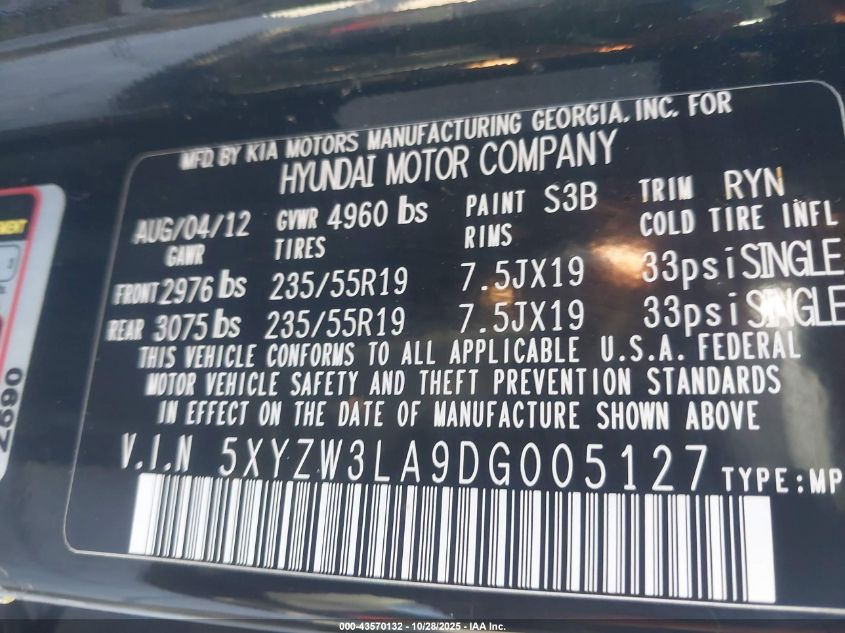 MFD BY KIA MOTORS MANUFACTURING GEORGIA, INC. FOR
HYUNDAI MOTOR COMPANY
AUG/04/12 GVWR 4960 lbs PAINT S3B TRIM RYN
GAWR TIRES RIMS COLD TIRE INFL
FRONT 2976 lbs 235/55R19 7.5JX19 33psi SINGLE
REAR 3075 lbs 235/55R19 7.5JX19 33psi SINGLE
THIS VEHICLE CONFORMS TO ALL APPLICABLE U.S.A. FEDERAL
MOTOR VEHICLE SAFETY AND THEFT PREVENTION STANDARDS
IN EFFECT ON THE DATE OF MANUFACTURE SHOWN ABOVE
V.I.N 5XYZW3LA9DG005127 TYPE:MP
2690
000-43570132 - 10/28/2025 - IAA Inc.